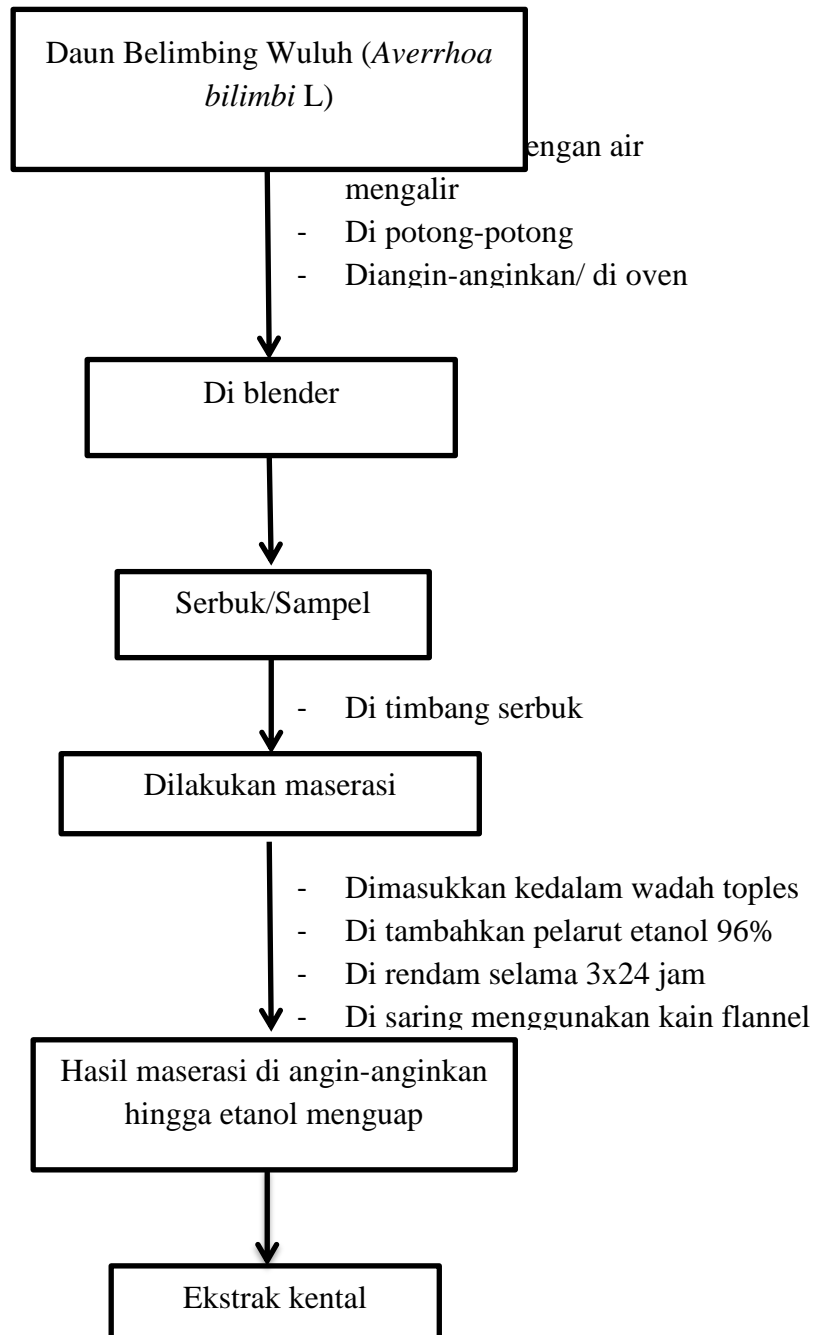 Daun Belimbing Wuluh (Averrhoa
bilimbi L)
engan air
mengalir
- Di potong-potong
- Diangin-anginkan/ di oven
Di blender
Serbuk/Sampel
- Di timbang serbuk
Dilakukan maserasi
- Dimasukkan kedalam wadah toples
- Di tambahkan pelarut etanol 96%
- Di rendam selama 3x24 jam
- Di saring menggunakan kain flannel
Hasil maserasi di angin-anginkan
hingga etanol menguap
Ekstrak kental